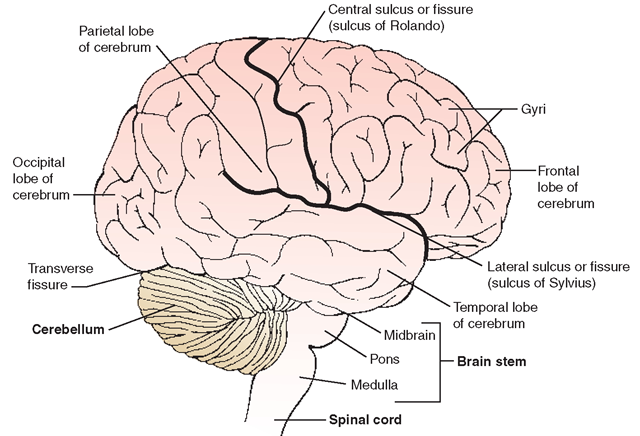 Central sulcus or fissure
(sulcus of Rolando)
Parietal lobe
of cerebrum
Gyri
Occipital
lobe of
cerebrum
Frontal
lobe of
cerebrum
Transverse
fissure
Lateral sulcus or fissure
(sulcus of Sylvius)
Temporal lobe
of cerebrum
Cerebellum
Midbrain
Pons
Brain stem
Medulla
Spinal cord